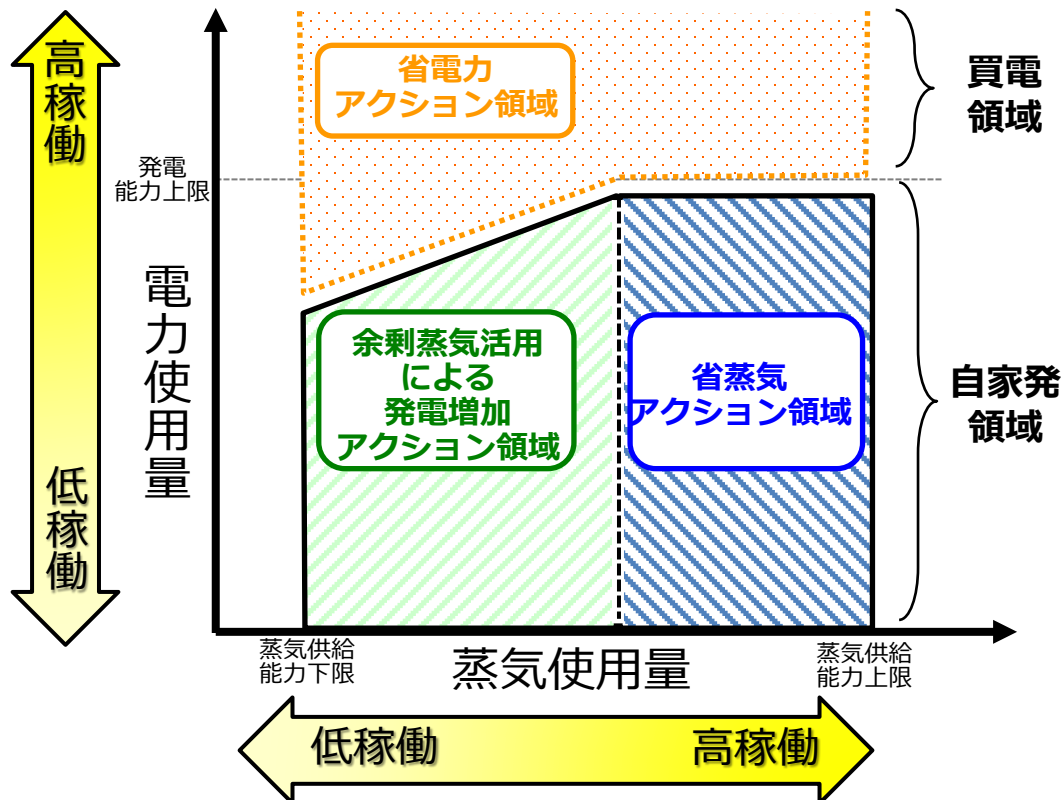 高稼働
低稼働
電力使用量
発電
能力上限
省電力
アクション領域
買電
領域
余剰蒸気活用
による
発電増加
アクション領域
省蒸気
アクション領域
自家発
領域
蒸気供給
能力下限
蒸気使用量
蒸気供給
能力上限
低稼働
高稼働